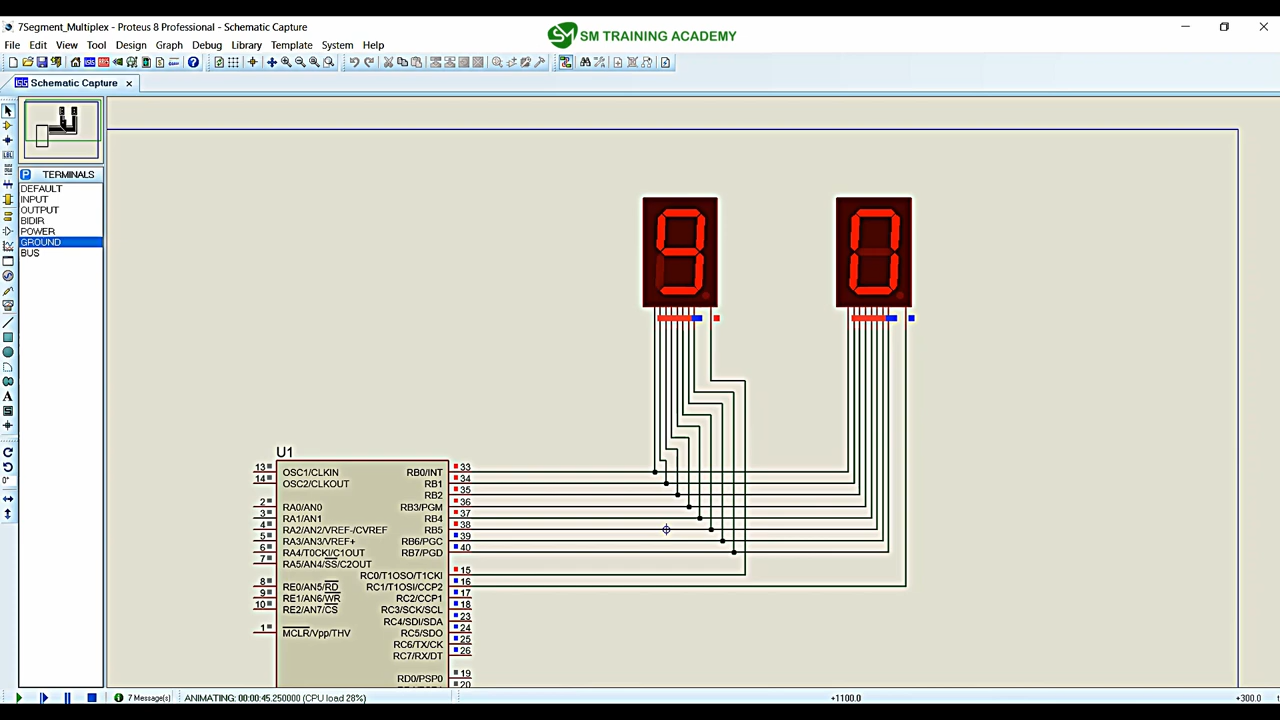 7Segment_Multiplex - Proteus 8 Professional - Schematic Capture
SM TRAINING ACADEMY
File Edit View Tool Design Graph Debug Library Template System Help
Schematic Capture
P TERMINALS
DEFAULT
INPUT
OUTPUT
BIDIR
POWER
GROUND
BUS
U1
13 OSC1/CLKIN RB0/INT 33
14 OSC2/CLKOUT RB1 34
RB2 35
2 RA0/AN0 RB3/PGM 36
3 RA1/AN1 RB4 37
4 RA2/AN2/VREF-/CVREF RB5 38
5 RA3/AN3/VREF+ RB6/PGC 39
6 RA4/T0CKI/C1OUT RB7/PGD 40
7 RA5/AN4/SS/C2OUT
RC0/T1OSO/T1CKI 15
8 RE0/AN5/RD RC1/T1OSI/CCP2 16
9 RE1/AN6/WR RC2/CCP1 17
10 RE2/AN7/CS RC3/SCK/SCL 18
RC4/SDI/SDA 23
1 MCLR/Vpp/THV RC5/SDO 24
RC6/TX/CK 25
RC7/RX/DT 26
RD0/PSP0 19
20
7 Message(s) ANIMATING: 00:00:45.250000 (CPU load 28%) +1100.0 +300.0